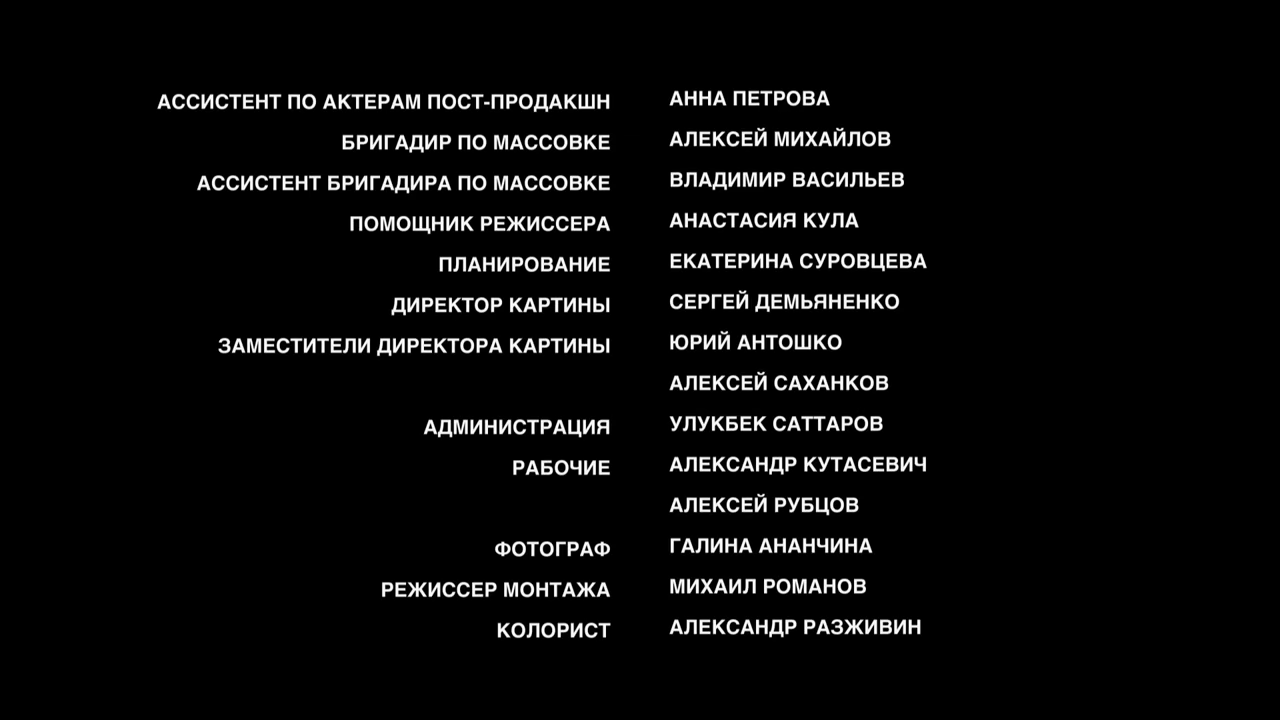 АССИСТЕНТ ПО АКТЕРАМ ПОСТ-ПРОДАКШН АННА ПЕТРОВА
БРИГАДИР ПО МАССОВКЕ АЛЕКСЕЙ МИХАЙЛОВ
АССИСТЕНТ БРИГАДИРА ПО МАССОВКЕ ВЛАДИМИР ВАСИЛЬЕВ
ПОМОЩНИК РЕЖИССЕРА АНАСТАСИЯ КУЛА
ПЛАНИРОВАНИЕ ЕКАТЕРИНА СУРОВЦЕВА
ДИРЕКТОР КАРТИНЫ СЕРГЕЙ ДЕМЬЯНЕНКО
ЗАМЕСТИТЕЛИ ДИРЕКТОРА КАРТИНЫ ЮРИЙ АНТОШКО
АЛЕКСЕЙ САХАНКОВ
АДМИНИСТРАЦИЯ УЛУКБЕК САТТАРОВ
РАБОЧИЕ АЛЕКСАНДР КУТАСЕВИЧ
АЛЕКСЕЙ РУБЦОВ
ФОТОГРАФ ГАЛИНА АНАНЧИНА
РЕЖИССЕР МОНТАЖА МИХАИЛ РОМАНОВ
КОЛОРИСТ АЛЕКСАНДР РАЗЖИВИН